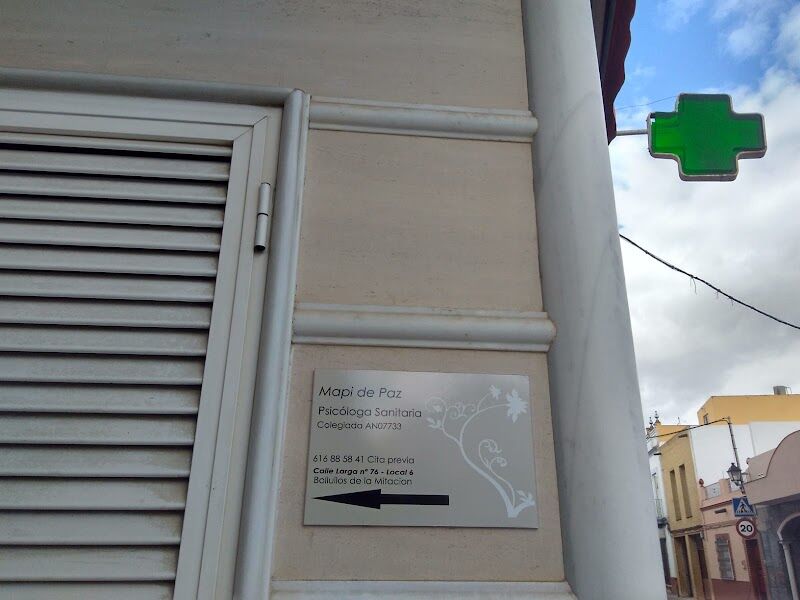 Mapi de Paz
Psicóloga Sanitaria
Colegiada AN07733
616 88 58 41 Cita previa
Calle Larga nº 76 - Local 6
Bollullos de la Mitacion
20